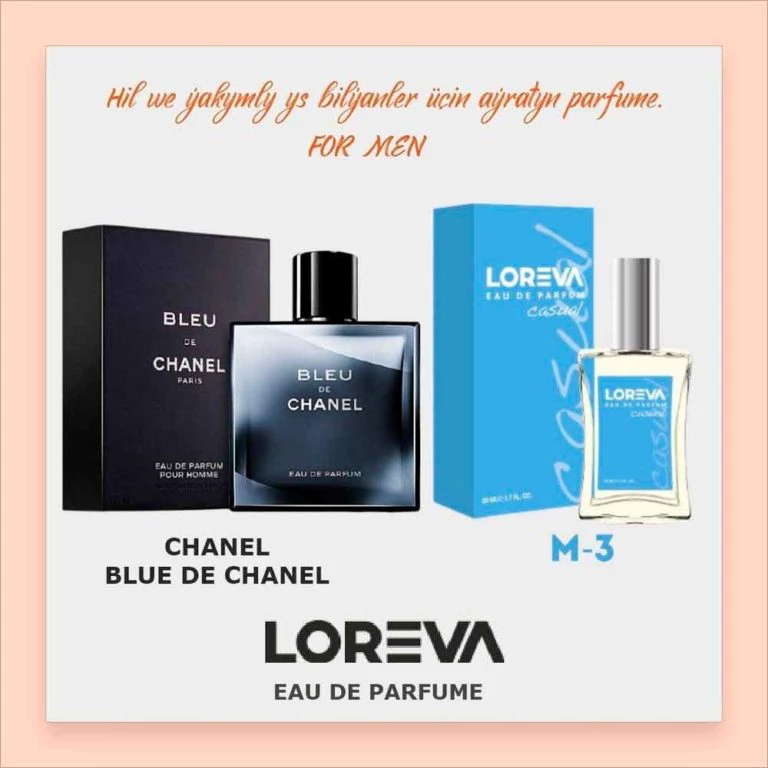 Hil we ýakymly ys bilýanler üçin aýratyn parfume.
FOR MEN
BLEU
DE
CHANEL
PARIS
EAU DE PARFUM
POUR HOMME
BLEU
DE
CHANEL
EAU DE PARFUM
LOREVA
EAU DE PARFUM
casual
casual
LOREVA
EAU DE PARFUM
casual
casual
CHANEL
BLUE DE CHANEL
M-3
LOREVA
EAU DE PARFUME